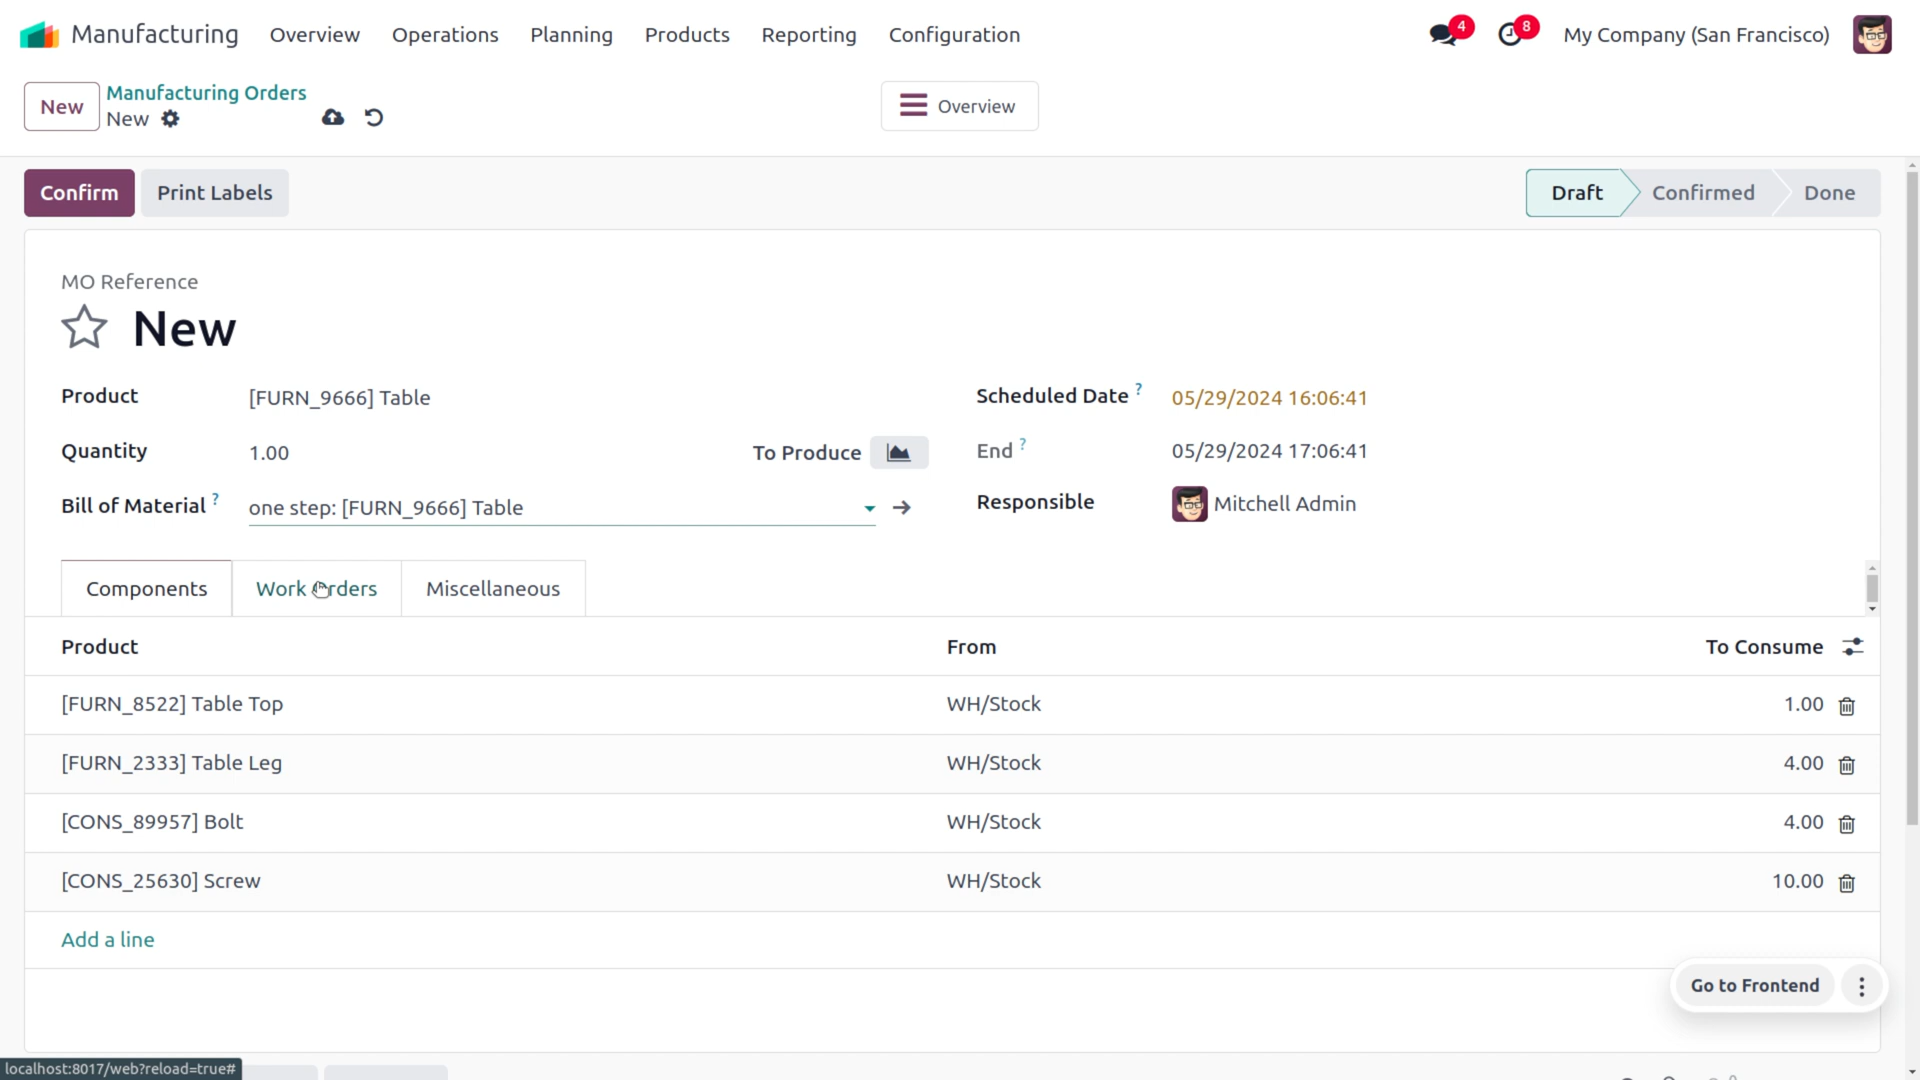 Manufacturing Overview Operations Planning Products Reporting Configuration 4 8 My Company (San Francisco)
New Manufacturing Orders
New
Overview
Confirm Print Labels Draft Confirmed Done
MO Reference
New
Product [FURN_9666] Table Scheduled Date ? 05/29/2024 16:06:41
Quantity 1.00 To Produce End ? 05/29/2024 17:06:41
Bill of Material ? one step: [FURN_9666] Table Responsible Mitchell Admin
Components Work Orders Miscellaneous
Product From To Consume
[FURN_8522] Table Top WH/Stock 1.00
[FURN_2333] Table Leg WH/Stock 4.00
[CONS_89957] Bolt WH/Stock 4.00
[CONS_25630] Screw WH/Stock 10.00
Add a line
Go to Frontend
localhost:8017/web?reload=true#